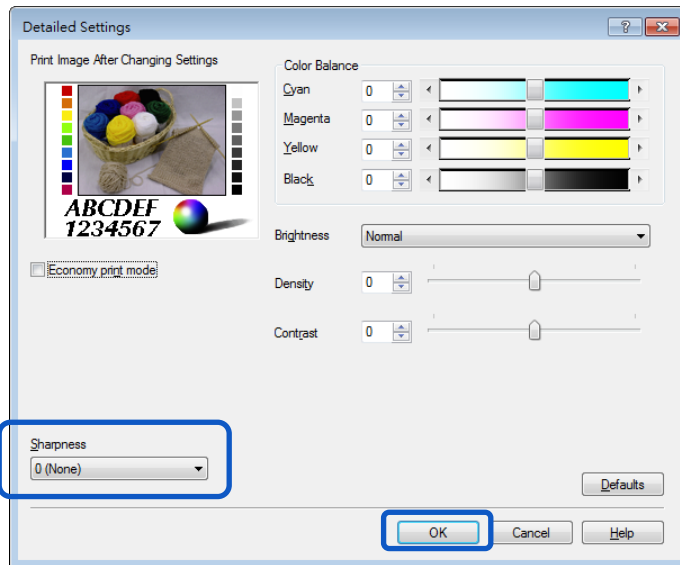 Detailed Settings
Print Image After Changing Settings
ABCDEF
1234567
Economy print mode
Color Balance
Cyan 0
Magenta 0
Yellow 0
Black 0
Brightness Normal
Density 0
Contrast 0
Sharpness
0 (None)
Defaults
OK Cancel Help